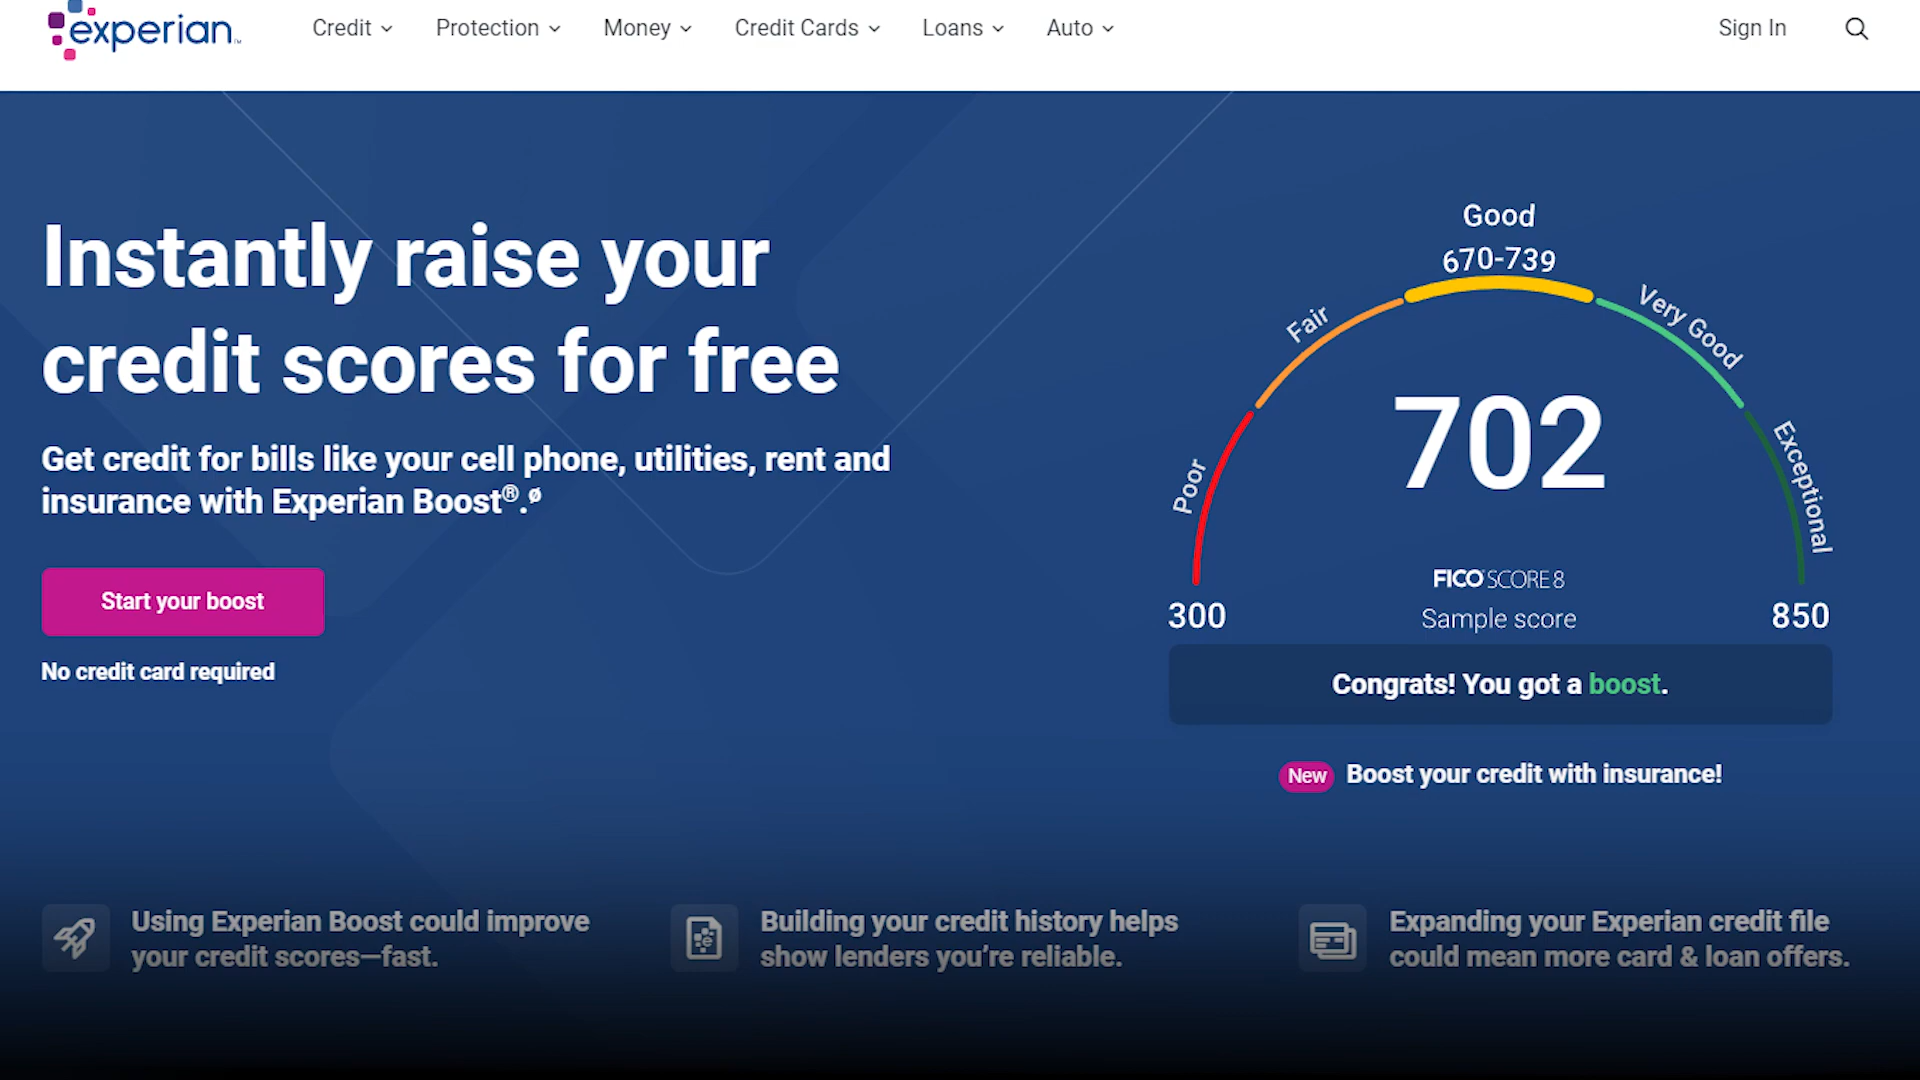 experian™
Credit
Protection
Money
Credit Cards
Loans
Auto
Sign In
Instantly raise your
credit scores for free
Get credit for bills like your cell phone, utilities, rent and
insurance with Experian Boost®.ø
Start your boost
No credit card required
Good
670-739
Poor
Fair
Very Good
Exceptional
702
FICO SCORE 8
Sample score
300
850
Congrats! You got a boost.
New
Boost your credit with insurance!
Using Experian Boost could improve
your credit scores—fast.
Building your credit history helps
show lenders you’re reliable.
Expanding your Experian credit file
could mean more card & loan offers.